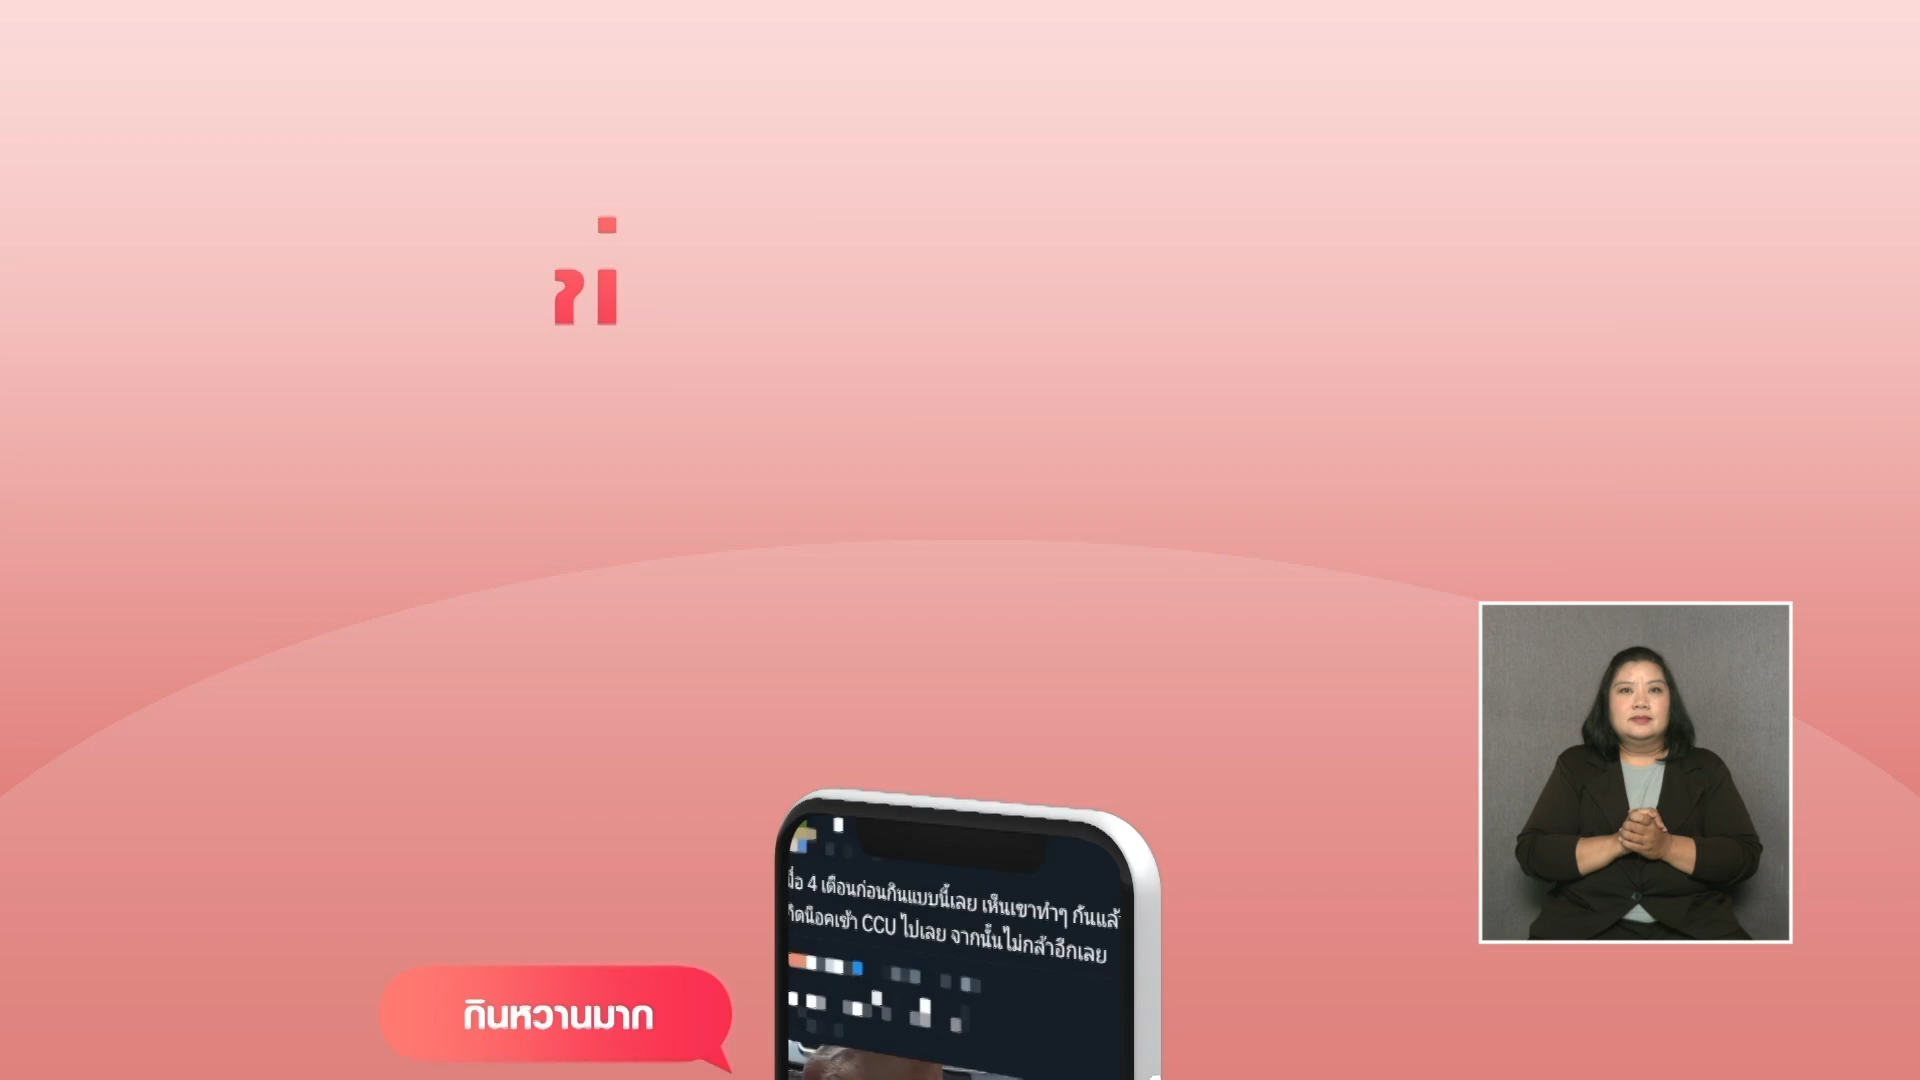 เมื่อ 4 เดือนก่อนกินแบบนี้เลย เห็นเขาทำๆ กันแล้
น็อคเข้า CCU ไปเลย จากนั้นไม่กล้าอีกเลย
กินหวานมาก